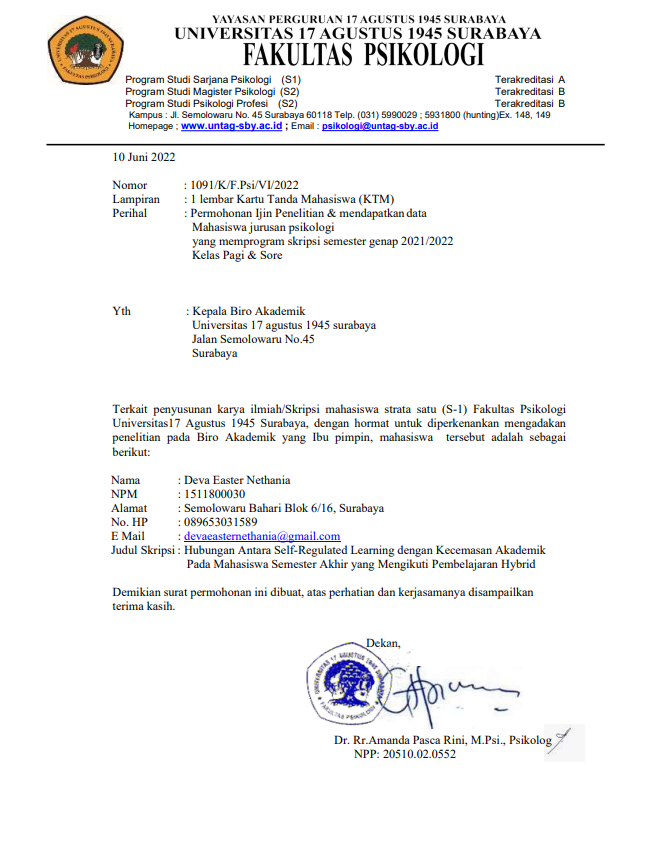 YAYASAN PERGURUAN 17 AGUSTUS 1945 SURABAYA
UNIVERSITAS 17 AGUSTUS 1945 SURABAYA
FAKULTAS PSIKOLOGI
Program Studi Sarjana Psikologi (S1) Terakreditasi A
Program Studi Magister Psikologi (S2) Terakreditasi B
Program Studi Psikologi Profesi (S2) Terakreditasi B
Kampus : Jl. Semolowaru No. 45 Surabaya 60118 Telp. (031) 5990029 ; 5931800 (hunting)Ex. 148, 149
Homepage ; www.untag-sby.ac.id ; Email : psikologi@untag-sby.ac.id
10 Juni 2022
Nomor : 1091/K/F.Psi/VI/2022
Lampiran : 1 lembar Kartu Tanda Mahasiswa (KTM)
Perihal : Permohonan Ijin Penelitian & mendapatkan data
Mahasiswa jurusan psikologi
yang memprogram skripsi semester genap 2021/2022
Kelas Pagi & Sore
Yth : Kepala Biro Akademik
Universitas 17 agustus 1945 surabaya
Jalan Semolowaru No.45
Surabaya
Terkait penyusunan karya ilmiah/Skripsi mahasiswa strata satu (S-1) Fakultas Psikologi
Universitas17 Agustus 1945 Surabaya, dengan hormat untuk diperkenankan mengadakan
penelitian pada Biro Akademik yang Ibu pimpin, mahasiswa tersebut adalah sebagai
berikut:
Nama : Deva Easter Nethania
NPM : 1511800030
Alamat : Semolowaru Bahari Blok 6/16, Surabaya
No. HP : 089653031589
E Mail : devaeasternethania@gmail.com
Judul Skripsi : Hubungan Antara Self-Regulated Learning dengan Kecemasan Akademik
Pada Mahasiswa Semester Akhir yang Mengikuti Pembelajaran Hybrid
Demikian surat permohonan ini dibuat, atas perhatian dan kerjasamanya disampailkan
terima kasih.
Dekan,
UNIVERSITAS 17 AGUSTUS 1945 SURABAYA
FAKULTAS PSIKOLOGI
Dr. Rr.Amanda Pasca Rini, M.Psi., Psikolog
NPP: 20510.02.0552